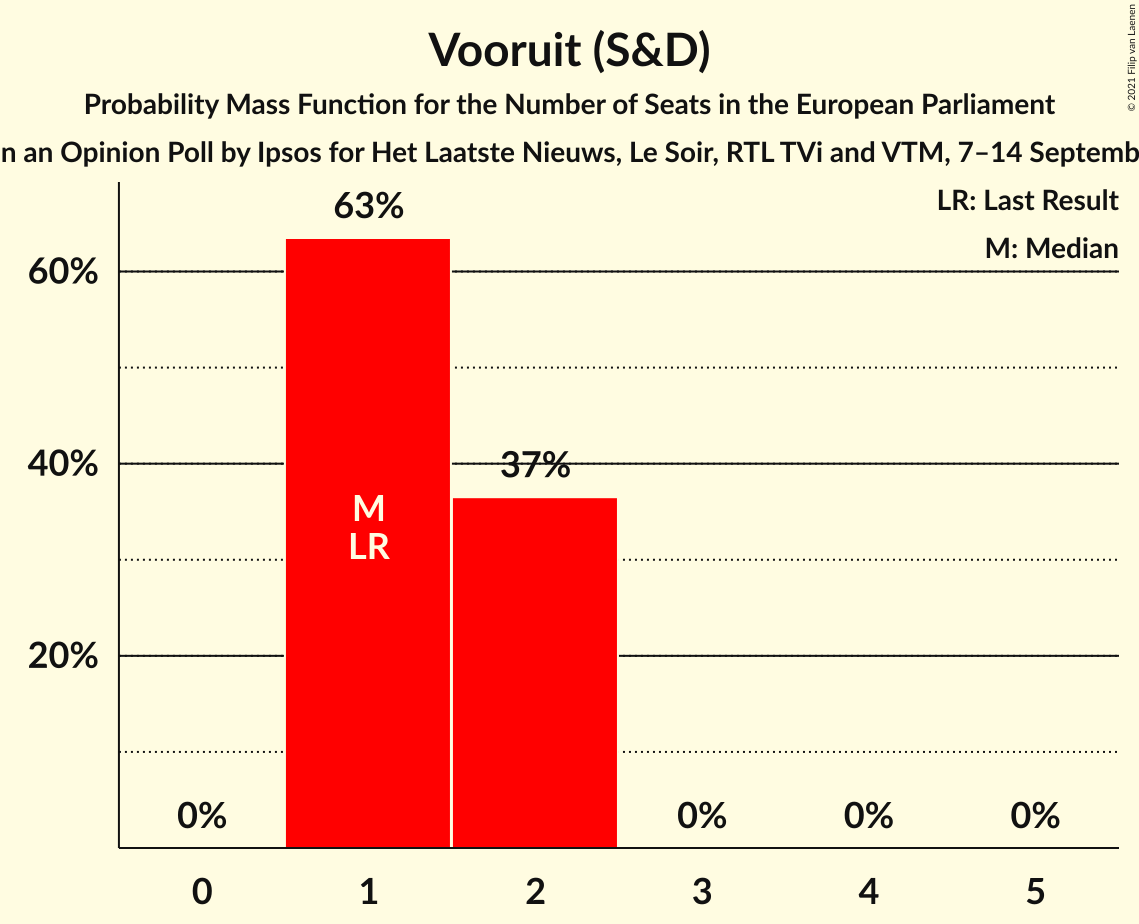 Vooruit (S&D)
Probability Mass Function for the Number of Seats in the European Parliament
n an Opinion Poll by Ipsos for Het Laatste Nieuws, Le Soir, RTL TVi and VTM, 7–14 Septemb
© 2021 Filip van Laenen
LR: Last Result
M: Median
63%
60%
40%
37%
M
LR
20%
0%
0%
0%
0%
0
1
2
3
4
5